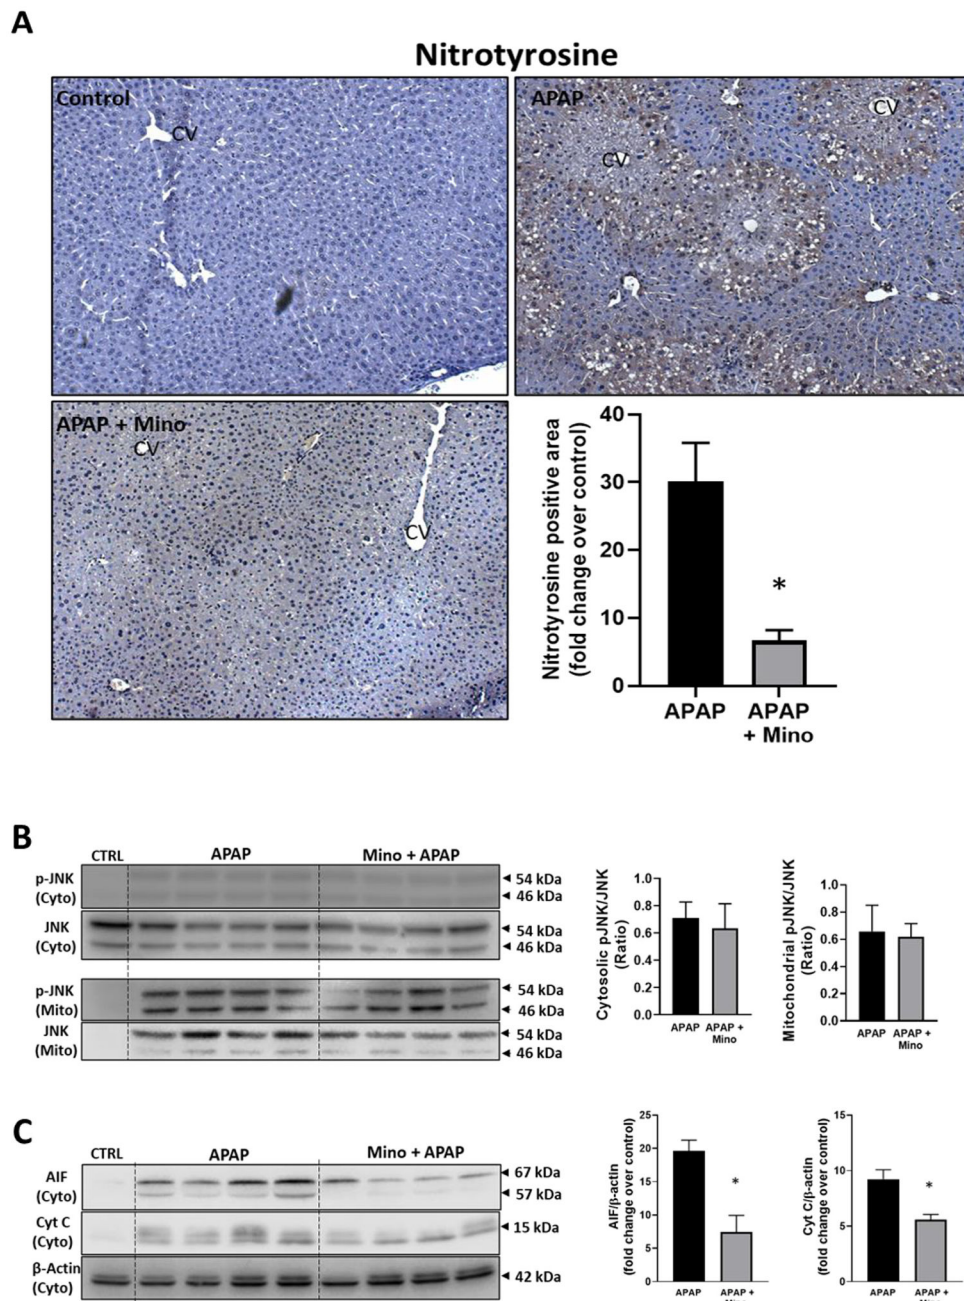 A
Nitrotyrosine
Control
CV
APAP
CV
CV
APAP + Mino
CV
CV
Nitrotyrosine positive area
(fold change over control)
40
30
20
10
0
*
APAP
APAP
+ Mino
B
CTRL
APAP
Mino + APAP
p-JNK
(Cyto)
54 kDa
46 kDa
JNK
(Cyto)
54 kDa
46 kDa
p-JNK
(Mito)
54 kDa
46 kDa
JNK
(Mito)
54 kDa
46 kDa
Cytosolic pJNK/JNK
(Ratio)
1.0
0.8
0.6
0.4
0.2
0.0
APAP
APAP +
Mino
Mitochondrial pJNK/JNK
(Ratio)
1.0
0.8
0.6
0.4
0.2
0.0
APAP
APAP +
Mino
C
CTRL
APAP
Mino + APAP
AIF
(Cyto)
67 kDa
57 kDa
Cyt C
(Cyto)
15 kDa
β-Actin
(Cyto)
42 kDa
AIF/β-actin
(fold change over control)
25
20
15
10
5
0
*
APAP
APAP +
Mino
Cyt C/β-actin
(fold change over control)
15
10
5
0
*
APAP
APAP +
Mino